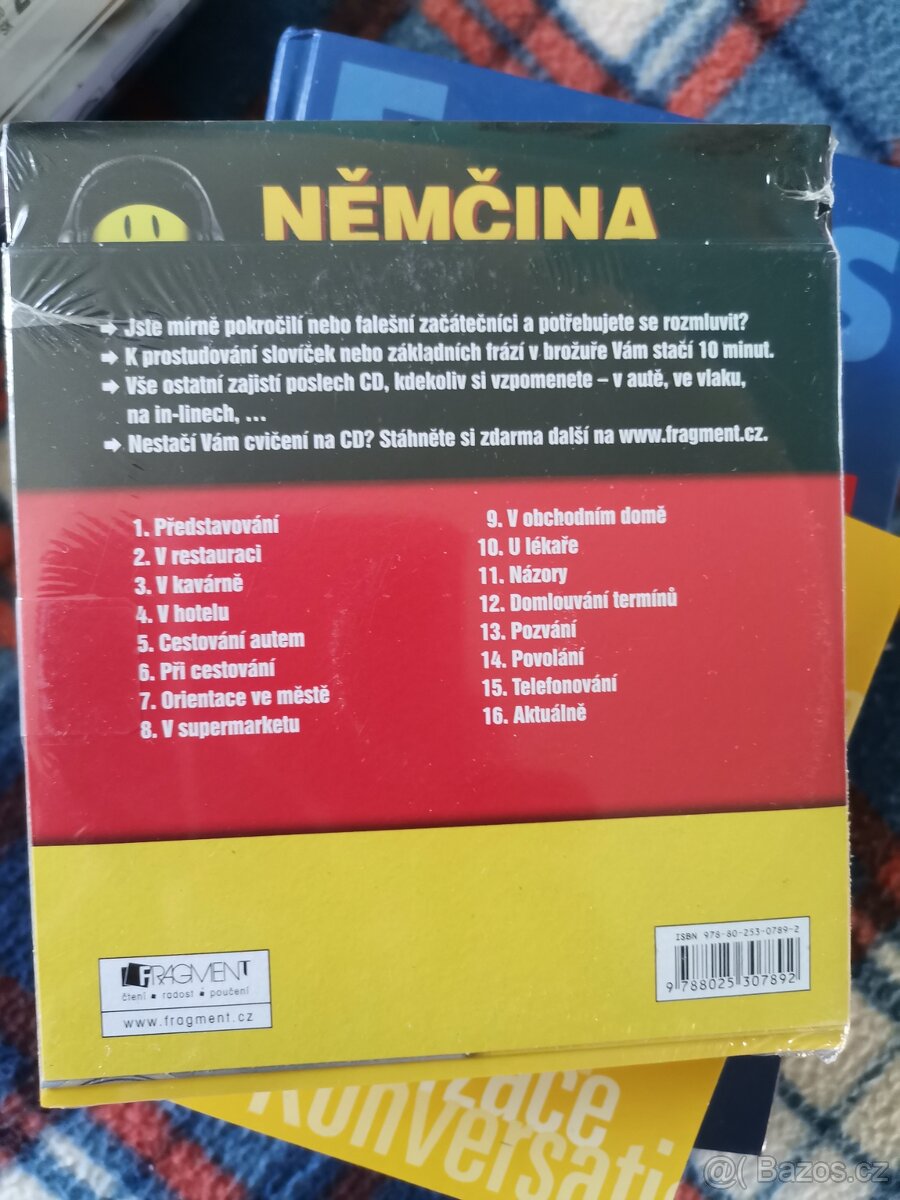 NĚMČINA
➔ Jste mírně pokročilí nebo falešní začátečníci a potřebujete se rozmluvit?
➔ K prostudování slovíček nebo základních frází v brožuře Vám stačí 10 minut.
➔ Vše ostatní zajistí poslech CD, kdekoliv si vzpomenete – v autě, ve vlaku,
na in-linech, ...
➔ Nestačí Vám cvičení na CD? Stáhněte si zdarma další na www.fragment.cz.
1. Představování
2. V restauraci
3. V kavárně
4. V hotelu
5. Cestování autem
6. Při cestování
7. Orientace ve městě
8. V supermarketu
9. V obchodním domě
10. U lékaře
11. Názory
12. Domlouvání termínů
13. Pozvání
14. Povolání
15. Telefonování
16. Aktuálně
FRAGMENT
čtení ▪ radost ▪ poučení
www.fragment.cz
ISBN 978-80-253-0789-2
9 788025 307892
zace
Konversati
@( Bazos.cz